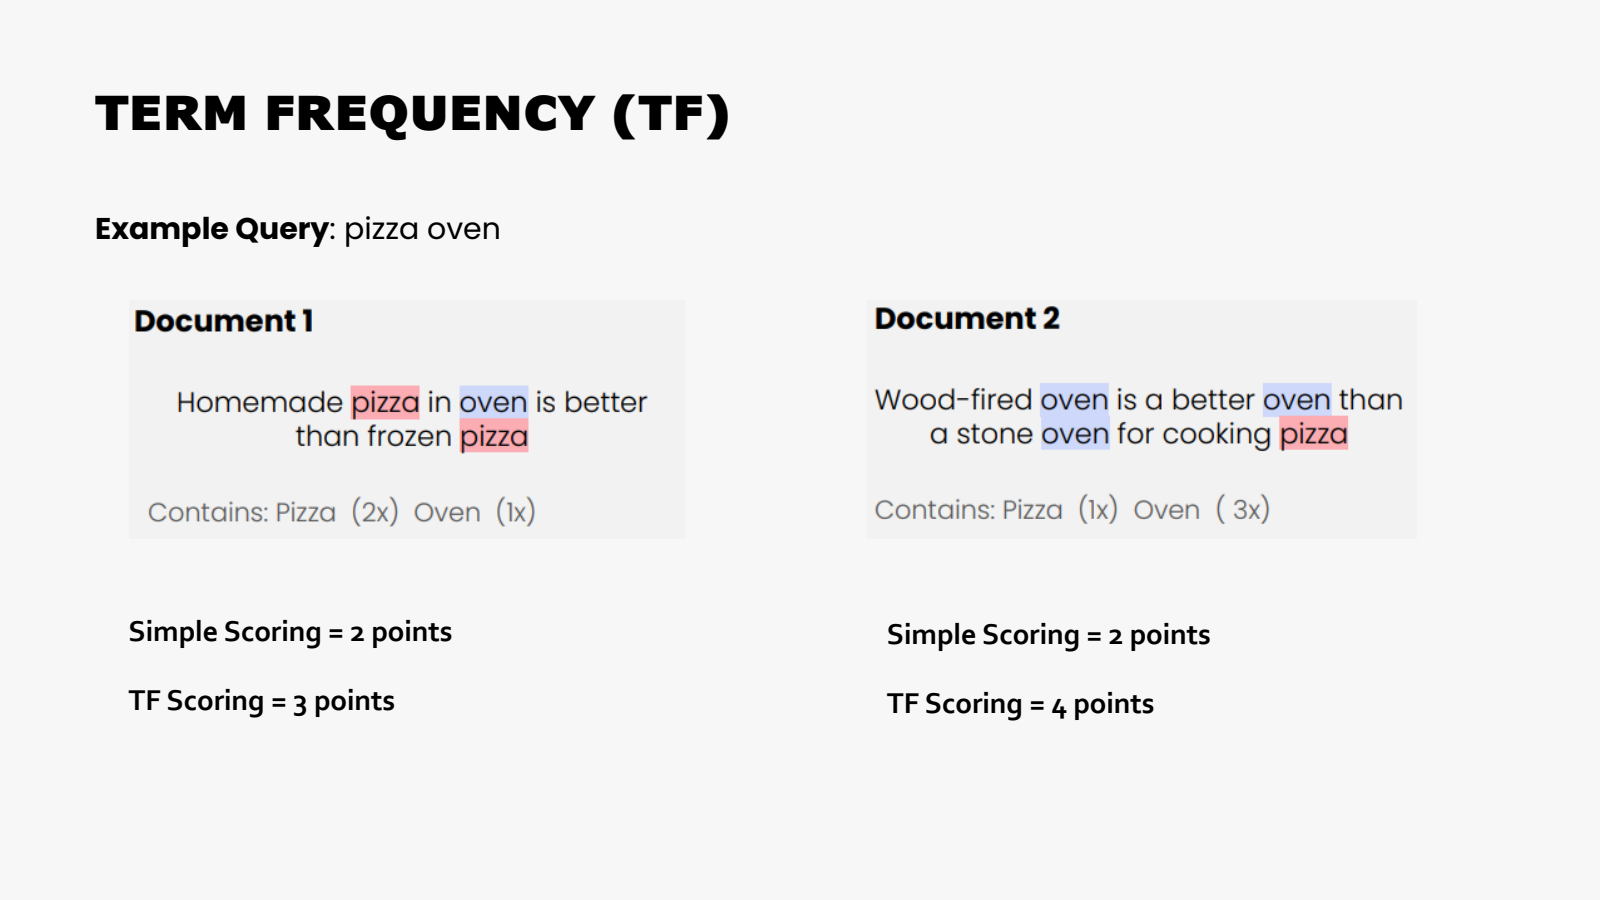 TERM FREQUENCY (TF)
Example Query: pizza oven
Document 1
Homemade pizza in oven is better
than frozen pizza
Contains: Pizza (2x) Oven (1x)
Simple Scoring = 2 points
TF Scoring = 3 points
Document 2
Wood-fired oven is a better oven than
a stone oven for cooking pizza
Contains: Pizza (1x) Oven ( 3x)
Simple Scoring = 2 points
TF Scoring = 4 points